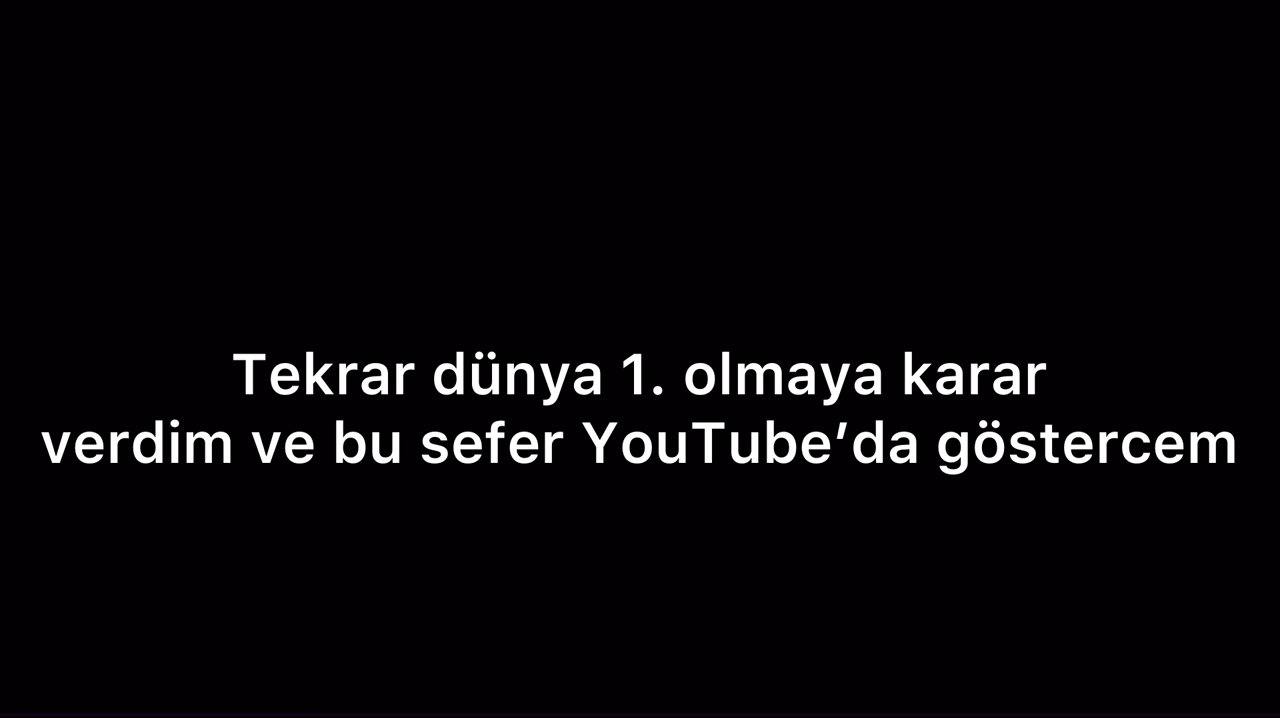 Tekrar dünya 1. olmaya karar
verdim ve bu sefer YouTube’da göstercem